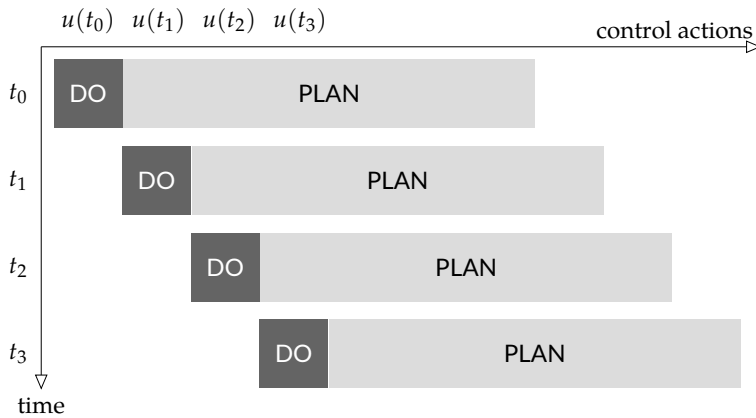 u(t₀) u(t₁) u(t₂) u(t₃)
control actions
t₀ DO PLAN
t₁ DO PLAN
t₂ DO PLAN
t₃ DO PLAN
time